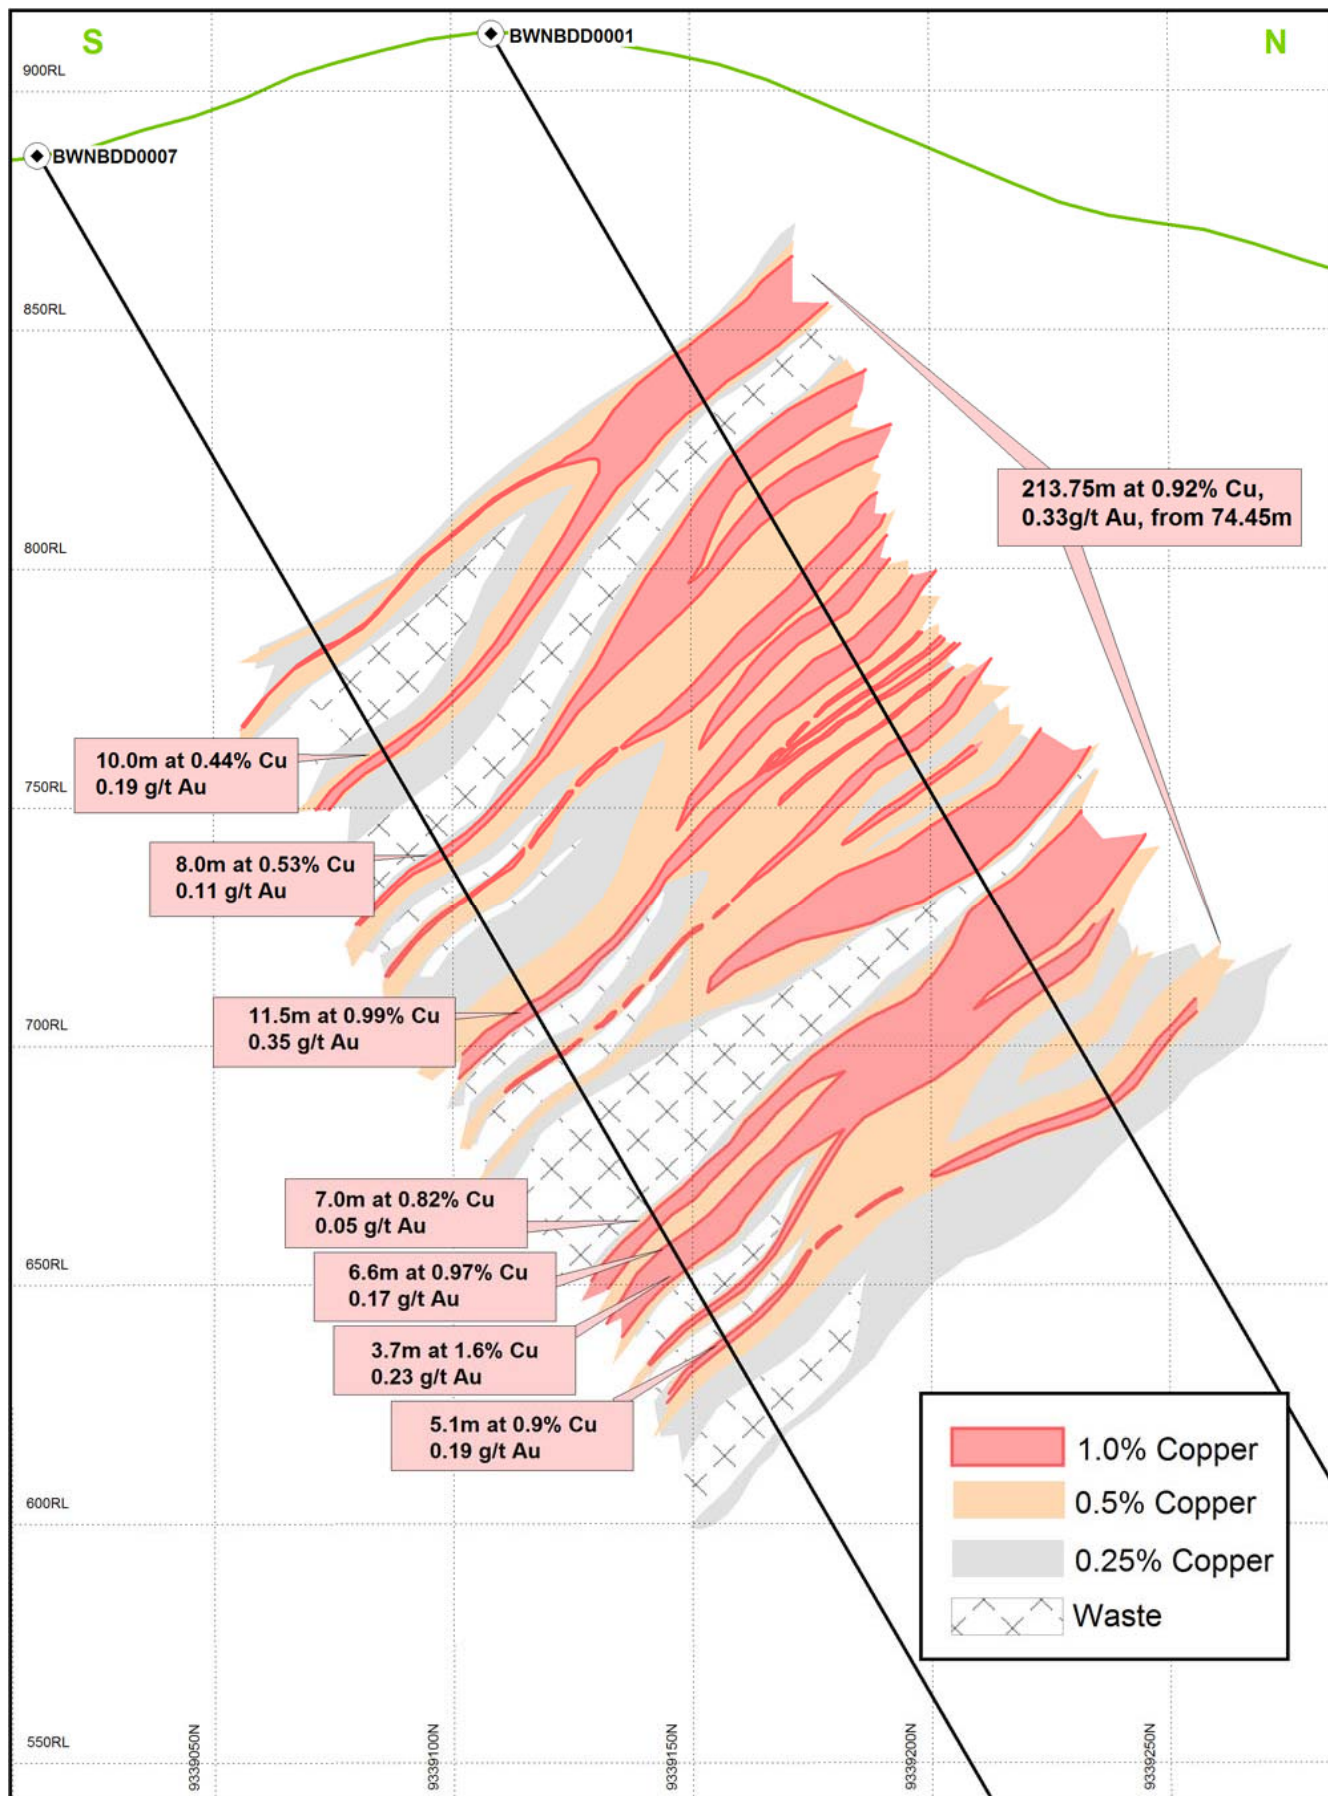 S
BWNBDD0001
N
900RL
BWNBDD0007
850RL
213.75m at 0.92% Cu,
0.33g/t Au, from 74.45m
800RL
10.0m at 0.44% Cu
0.19 g/t Au
750RL
8.0m at 0.53% Cu
0.11 g/t Au
11.5m at 0.99% Cu
0.35 g/t Au
700RL
7.0m at 0.82% Cu
0.05 g/t Au
650RL
6.6m at 0.97% Cu
0.17 g/t Au
3.7m at 1.6% Cu
0.23 g/t Au
5.1m at 0.9% Cu
0.19 g/t Au
600RL
1.0% Copper
0.5% Copper
0.25% Copper
Waste
550RL
9339050N
9339100N
9339150N
9339200N
9339250N